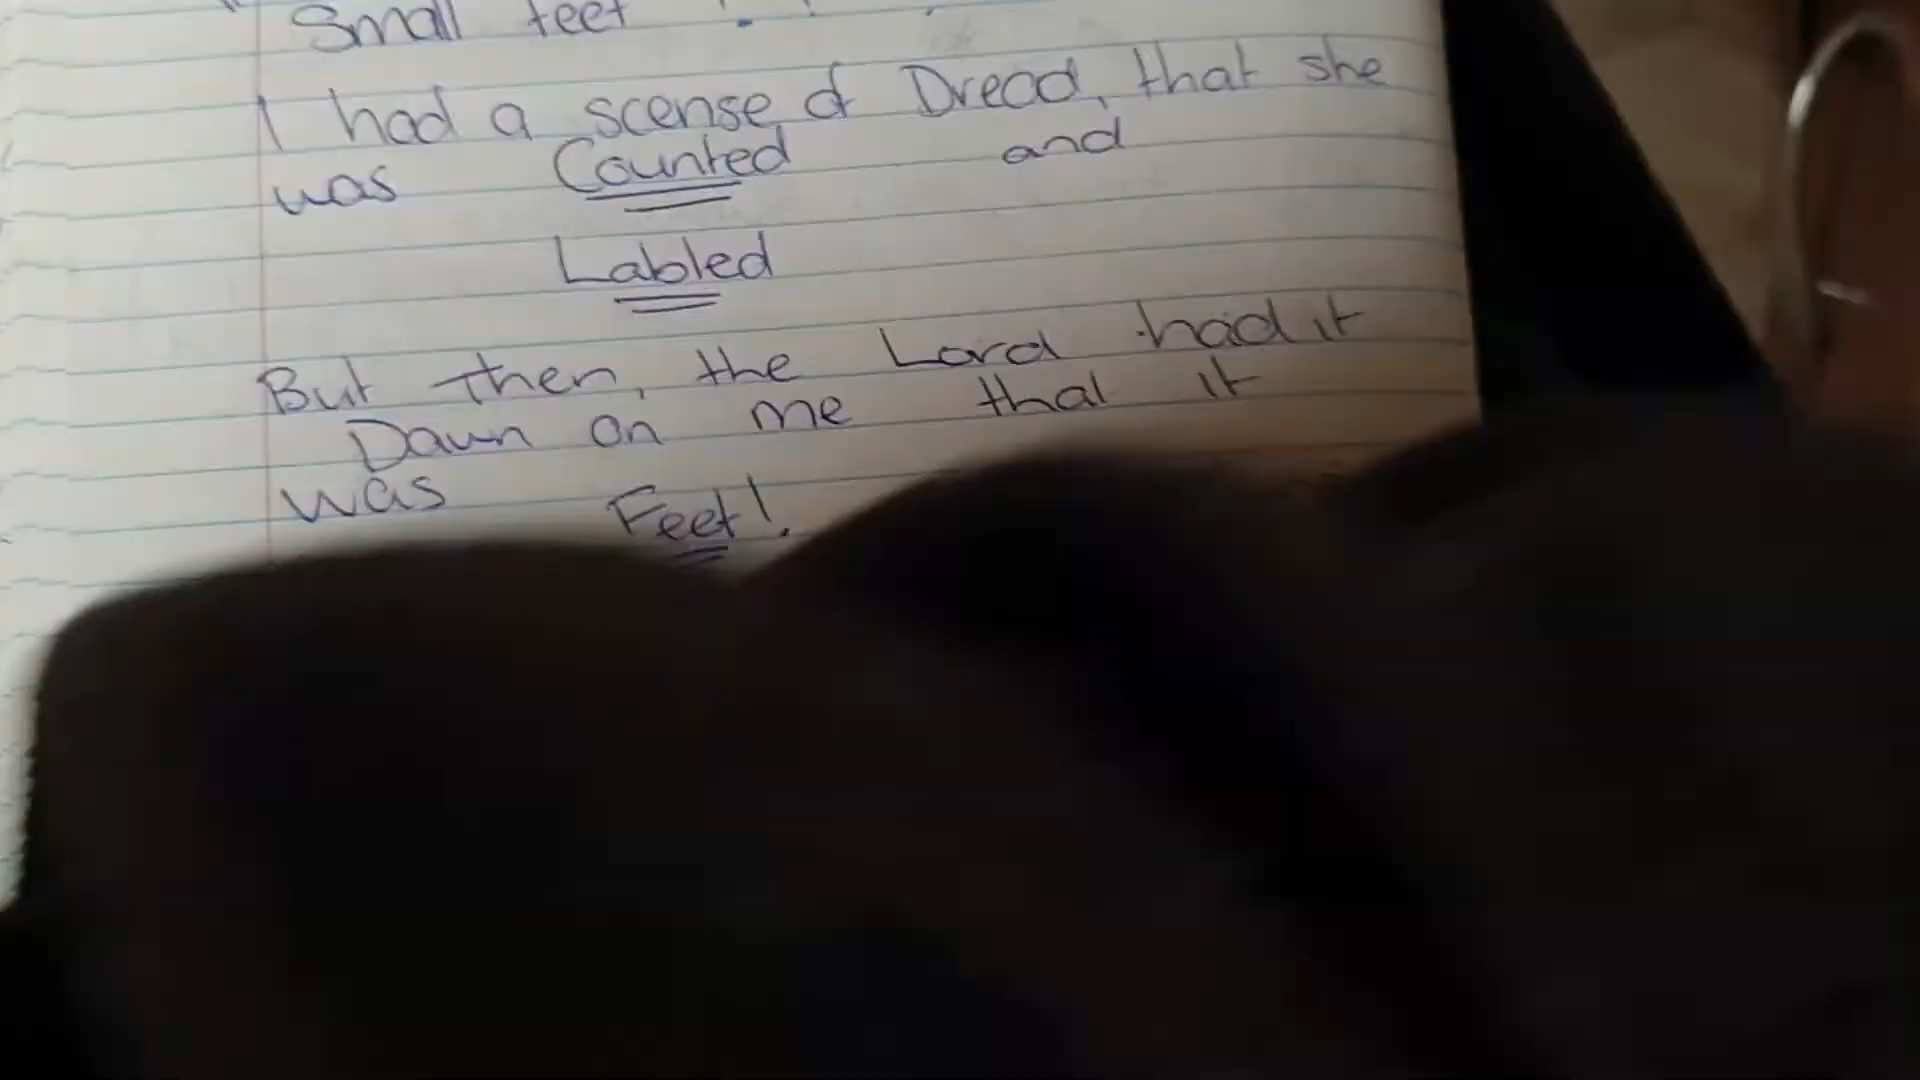 Small feet
I had a scense of Dread, that she
was Counted and
Labled
But then, the Lord had it
Dawn on me that it
was Feet!.